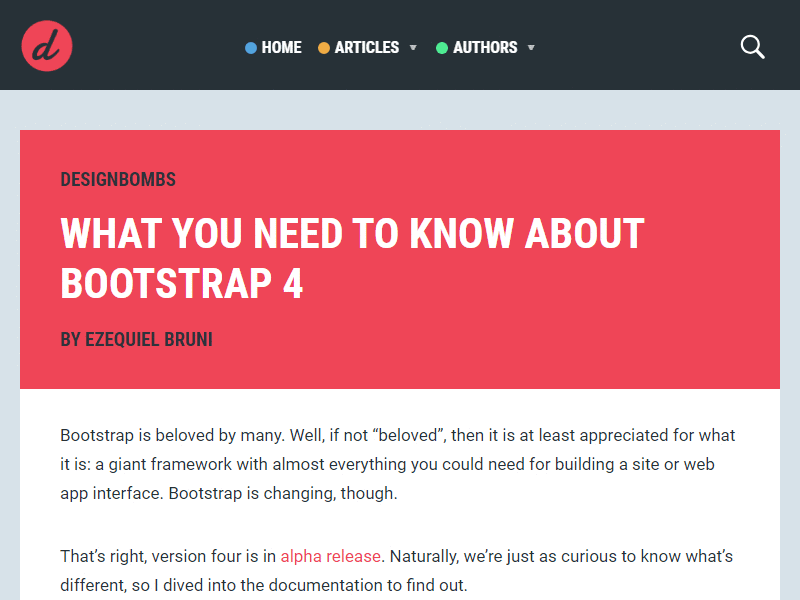 d
HOME ARTICLES AUTHORS
DESIGNBOMBS
WHAT YOU NEED TO KNOW ABOUT
BOOTSTRAP 4
BY EZEQUIEL BRUNI
Bootstrap is beloved by many. Well, if not “beloved”, then it is at least appreciated for what
it is: a giant framework with almost everything you could need for building a site or web
app interface. Bootstrap is changing, though.
That’s right, version four is in alpha release. Naturally, we’re just as curious to know what’s
different, so I dived into the documentation to find out.